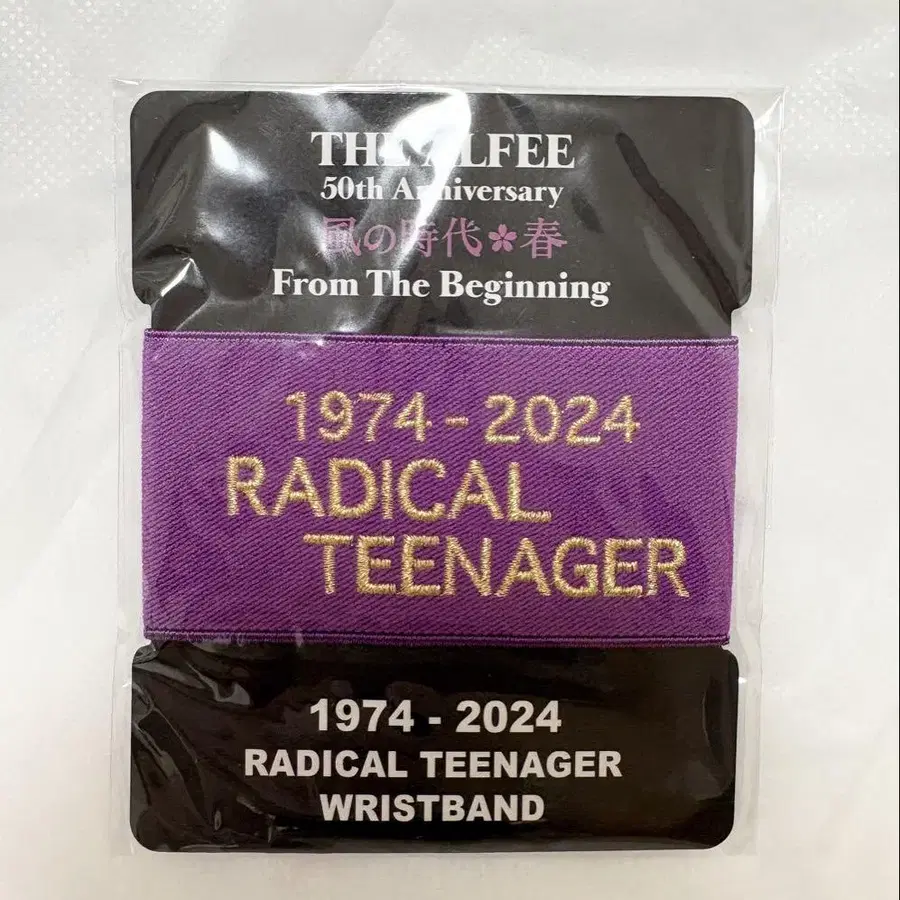 THE ALFEE
50th Anniversary
風の時代✿春
From The Beginning
1974-2024
RADICAL
TEENAGER
1974 - 2024
RADICAL TEENAGER
WRISTBAND